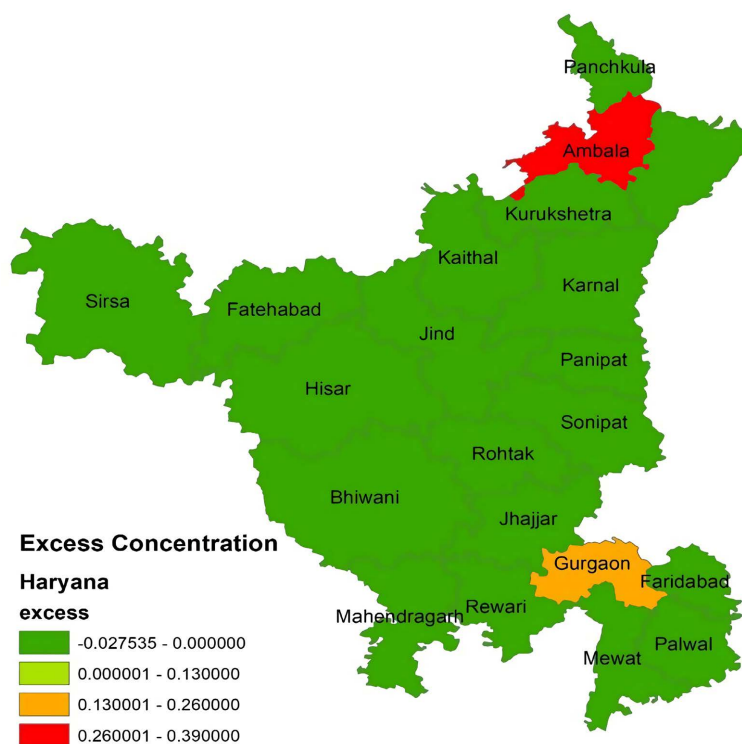 Panchkula
Ambala
Kurukshetra
Kaithal
Karnal
Sirsa
Fatehabad
Jind
Panipat
Hisar
Sonipat
Rohtak
Bhiwani
Jhajjar
Excess Concentration
Gurgaon
Haryana
Faridabad
excess
Mahendragarh
Rewari
-0.027535 - 0.000000
Palwal
Mewat
0.000001 - 0.130000
0.130001 - 0.260000
0.260001 - 0.390000